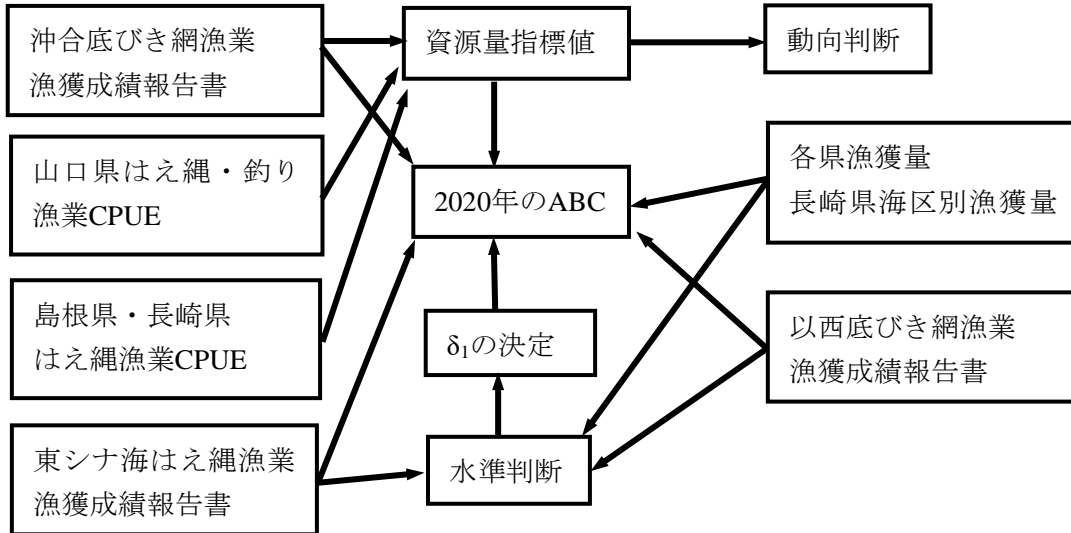 沖合底びき網漁業
漁獲成績報告書
資源量指標値
動向判断
山口県はえ縄・釣り
漁業CPUE
2020年のABC
各県漁獲量
長崎県海区別漁獲量
島根県・長崎県
はえ縄漁業CPUE
δ₁の決定
以西底びき網漁業
漁獲成績報告書
東シナ海はえ縄漁業
漁獲成績報告書
水準判断